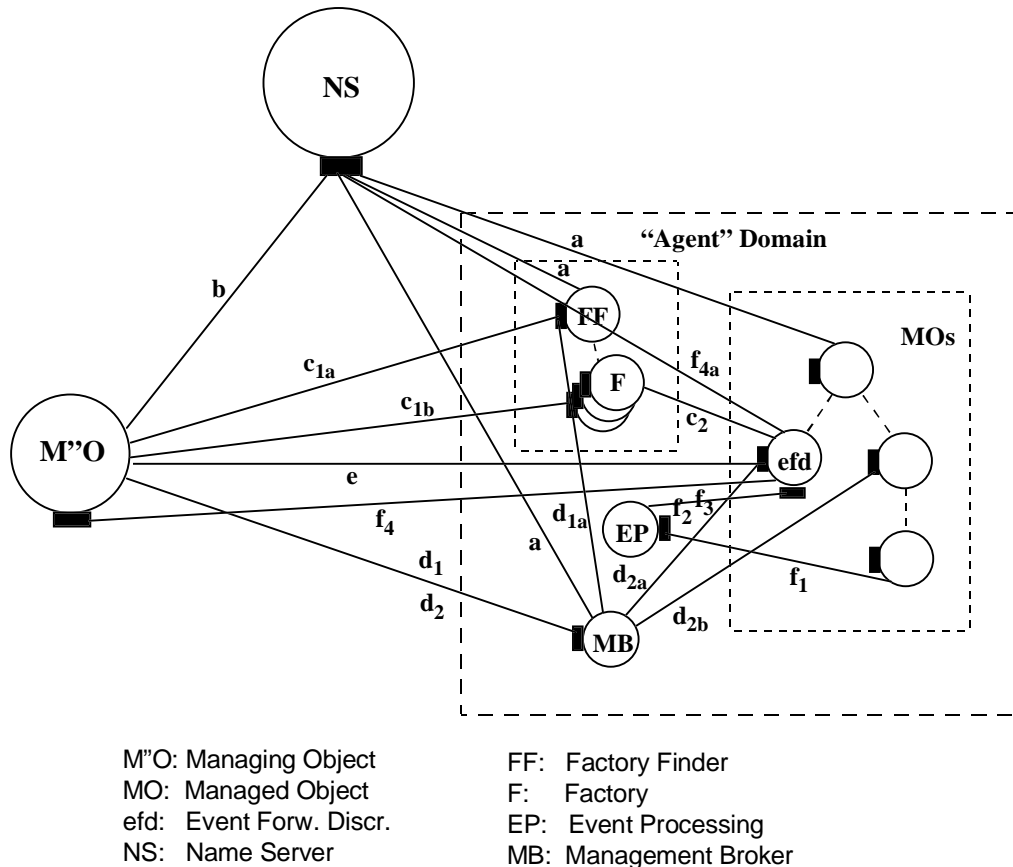 NS
a
“Agent” Domain
a
b
FF
MOs
c1a
f4a
F
c1b
c2
M”O
efd
e
f4
d1a
f2
f3
EP
a
d1
d2a
f1
d2
d2b
MB
M”O: Managing Object
MO: Managed Object
efd: Event Forw. Discr.
NS: Name Server
FF: Factory Finder
F: Factory
EP: Event Processing
MB: Management Broker